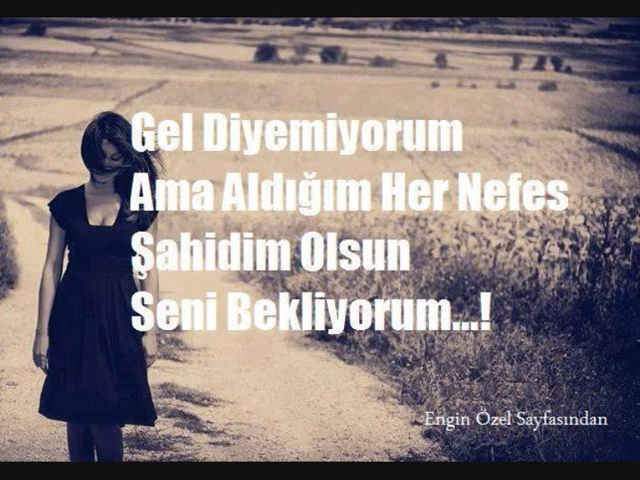 Gel Diyemiyorum
Ama Aldığım Her Nefes
Şahidim Olsun
Seni Bekliyorum...!
Engin Özel Sayfasından